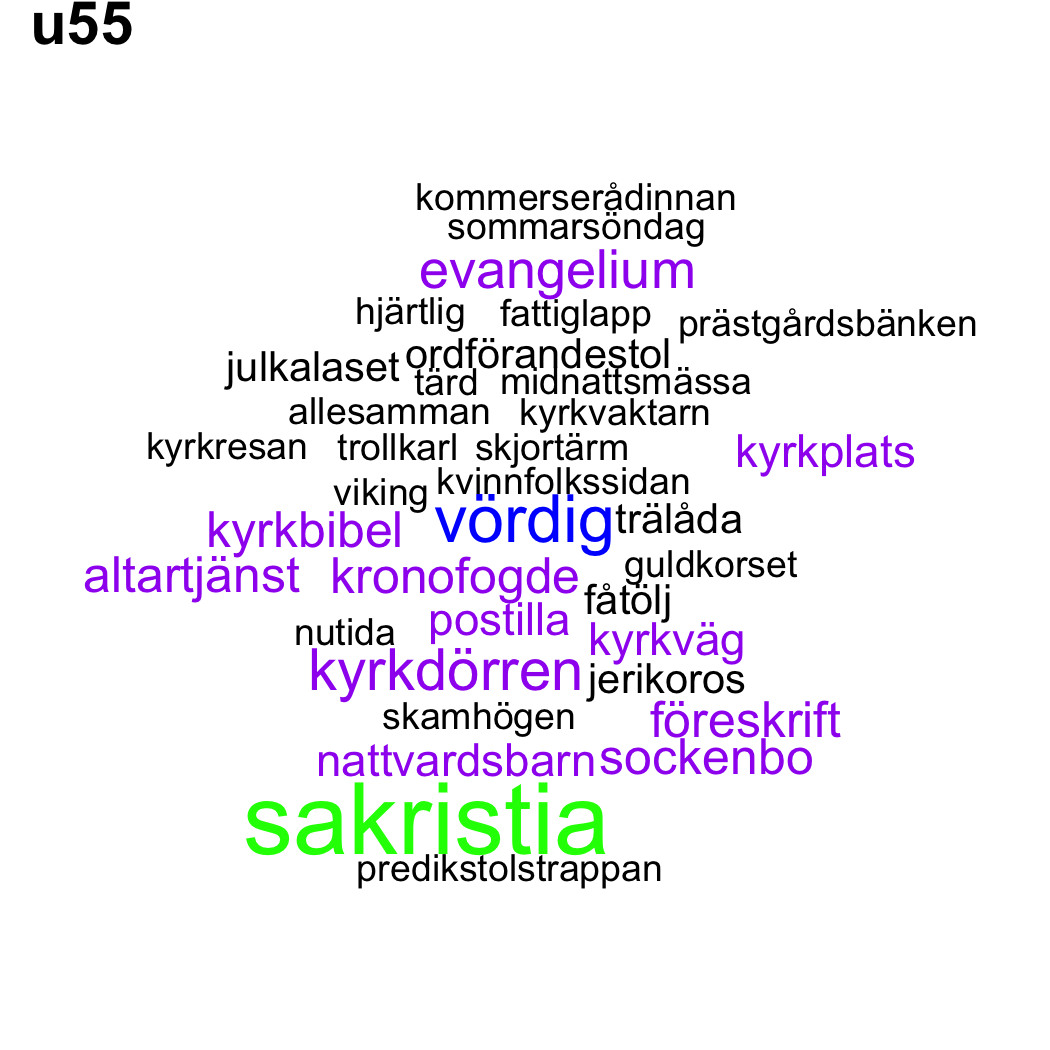 u55
kommerserådinnan
sommarsöndag
evangelium
hjärtlig fattiglapp prästgårdsbänken
julkalaset ordförandestol
tärd midnattsmässa
allesamman kyrkvaktarn
kyrkresan trollkarl skjortärm kyrkplats
viking kvinnfolkssidan
kyrkbibel vördig trälåda
altartjänst kronofogde guldkorset
fåtölj
nutida postilla kyrkväg
kyrkdörren jerikoros
skamhögen föreskrift
nattvardsbarn sockenbo
sakristia
predikstolstrappan